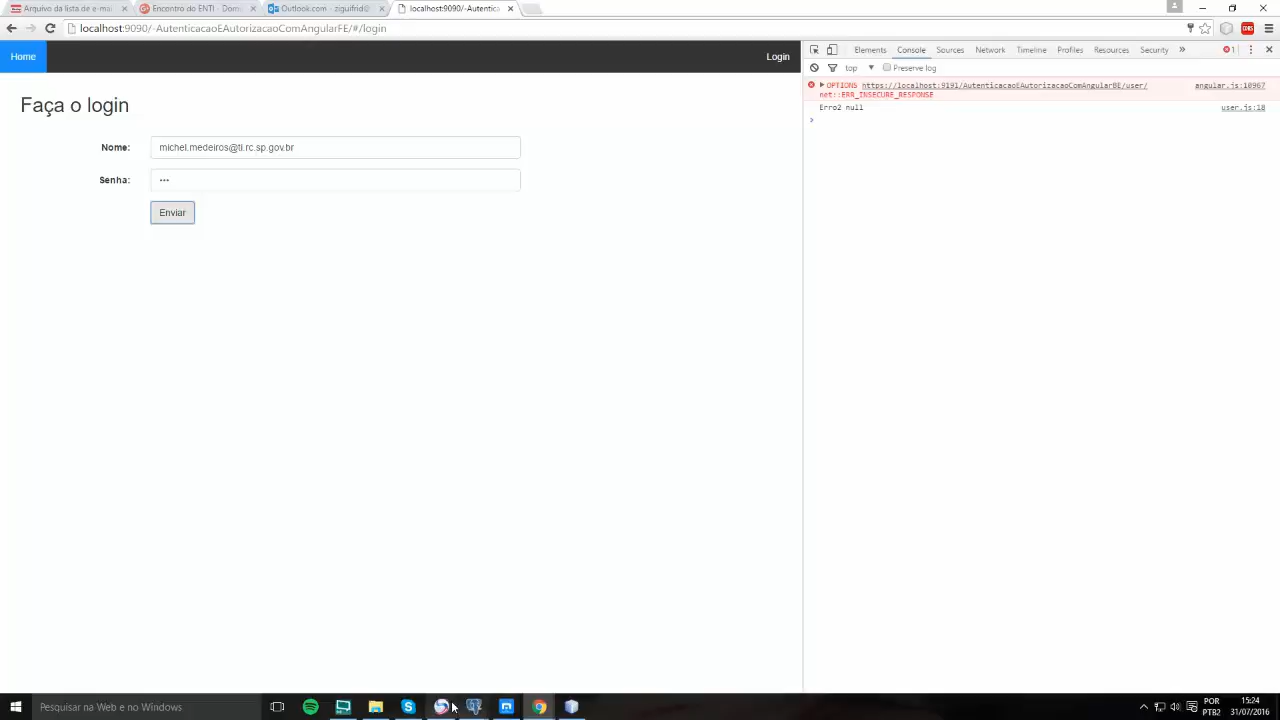 Arquivo da lista de e-mai
Encontro do ENTI - Dom
Outlook.com - ziguifrid@
localhost:9090/-Autentica
localhost:9090/-AutenticacaoEAutorizacaoComAngularFE/#/login
Home
Login
Elements Console Sources Network Timeline Profiles Resources Security » 1
top Preserve log
OPTIONS https://localhost:9191/AutenticacaoEAutorizacaoComAngularBE/user/ angular.js:10967
net::ERR_INSECURE_RESPONSE
Erro2 null user.js:18
Faça o login
Nome: michel.medeiros@ti.rc.sp.gov.br
Senha: •••
Enviar
Pesquisar na Web e no Windows
POR 15:24
PTB2 31/07/2016